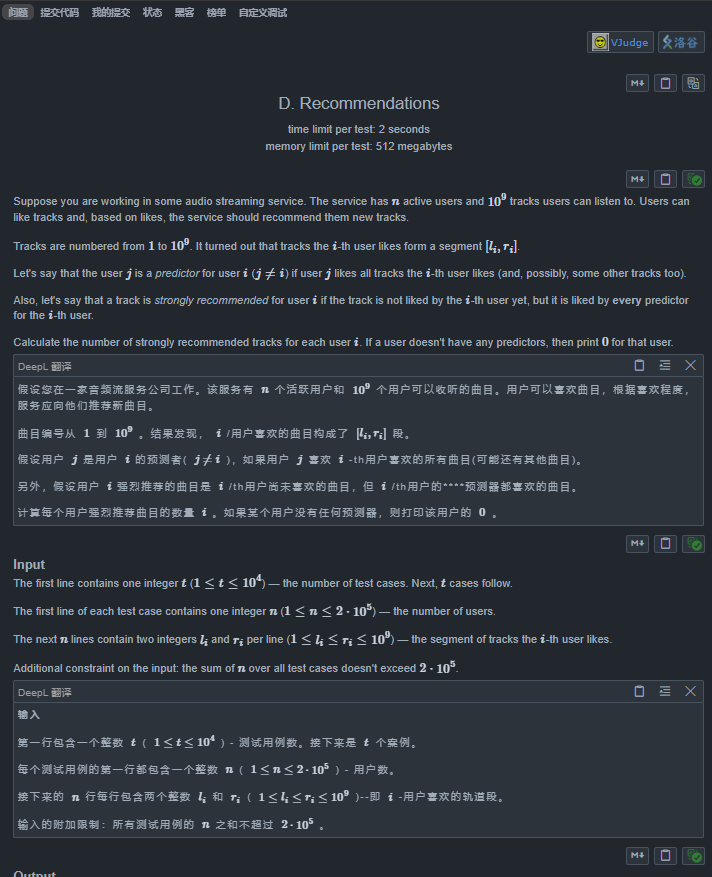 问题 提交代码 我的提交 状态 黑客 榜单 自定义调试
VJudge 洛谷
M↓
D. Recommendations
time limit per test: 2 seconds
memory limit per test: 512 megabytes
M↓
Suppose you are working in some audio streaming service. The service has n active users and 10^9 tracks users can listen to. Users can
like tracks and, based on likes, the service should recommend them new tracks.
Tracks are numbered from 1 to 10^9. It turned out that tracks the i-th user likes form a segment [l_i, r_i].
Let's say that the user j is a predictor for user i (j ≠ i) if user j likes all tracks the i-th user likes (and, possibly, some other tracks too).
Also, let's say that a track is strongly recommended for user i if the track is not liked by the i-th user yet, but it is liked by every predictor
for the i-th user.
Calculate the number of strongly recommended tracks for each user i. If a user doesn't have any predictors, then print 0 for that user.
DeepL 翻译
假设您在一家音频流服务公司工作。该服务有 n 个活跃用户和 10^9 个用户可以收听的曲目。用户可以喜欢曲目，根据喜欢程度，
服务应向他们推荐新曲目。
曲目编号从 1 到 10^9 。结果发现， i /用户喜欢的曲目构成了 [l_i, r_i] 段。
假设用户 j 是用户 i 的预测者( j ≠ i )，如果用户 j 喜欢 i -th用户喜欢的所有曲目(可能还有其他曲目)。
另外，假设用户 i 强烈推荐的曲目是 i /th用户尚未喜欢的曲目，但 i /th用户的****预测器都喜欢的曲目。
计算每个用户强烈推荐曲目的数量 i 。如果某个用户没有任何预测器，则打印该用户的 0 。
M↓
Input
The first line contains one integer t (1 ≤ t ≤ 10^4) — the number of test cases. Next, t cases follow.
The first line of each test case contains one integer n (1 ≤ n ≤ 2 · 10^5) — the number of users.
The next n lines contain two integers l_i and r_i per line (1 ≤ l_i ≤ r_i ≤ 10^9) — the segment of tracks the i-th user likes.
Additional constraint on the input: the sum of n over all test cases doesn't exceed 2 · 10^5.
DeepL 翻译
输入
第一行包含一个整数 t ( 1 ≤ t ≤ 10^4 ) - 测试用例数。接下来是 t 个案例。
每个测试用例的第一行都包含一个整数 n ( 1 ≤ n ≤ 2 · 10^5 ) - 用户数。
接下来的 n 行每行包含两个整数 l_i 和 r_i ( 1 ≤ l_i ≤ r_i ≤ 10^9 )--即 i -用户喜欢的轨道段。
输入的附加限制：所有测试用例的 n 之和不超过 2 · 10^5 。
M↓
Output